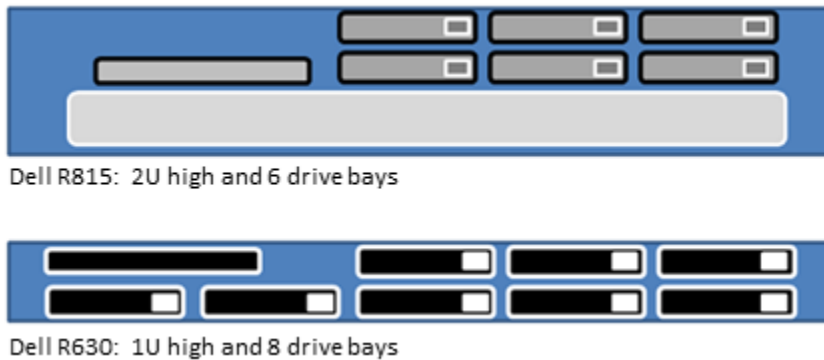 Dell R815:  2U high and 6 drive bays
Dell R630:  1U high and 8 drive bays